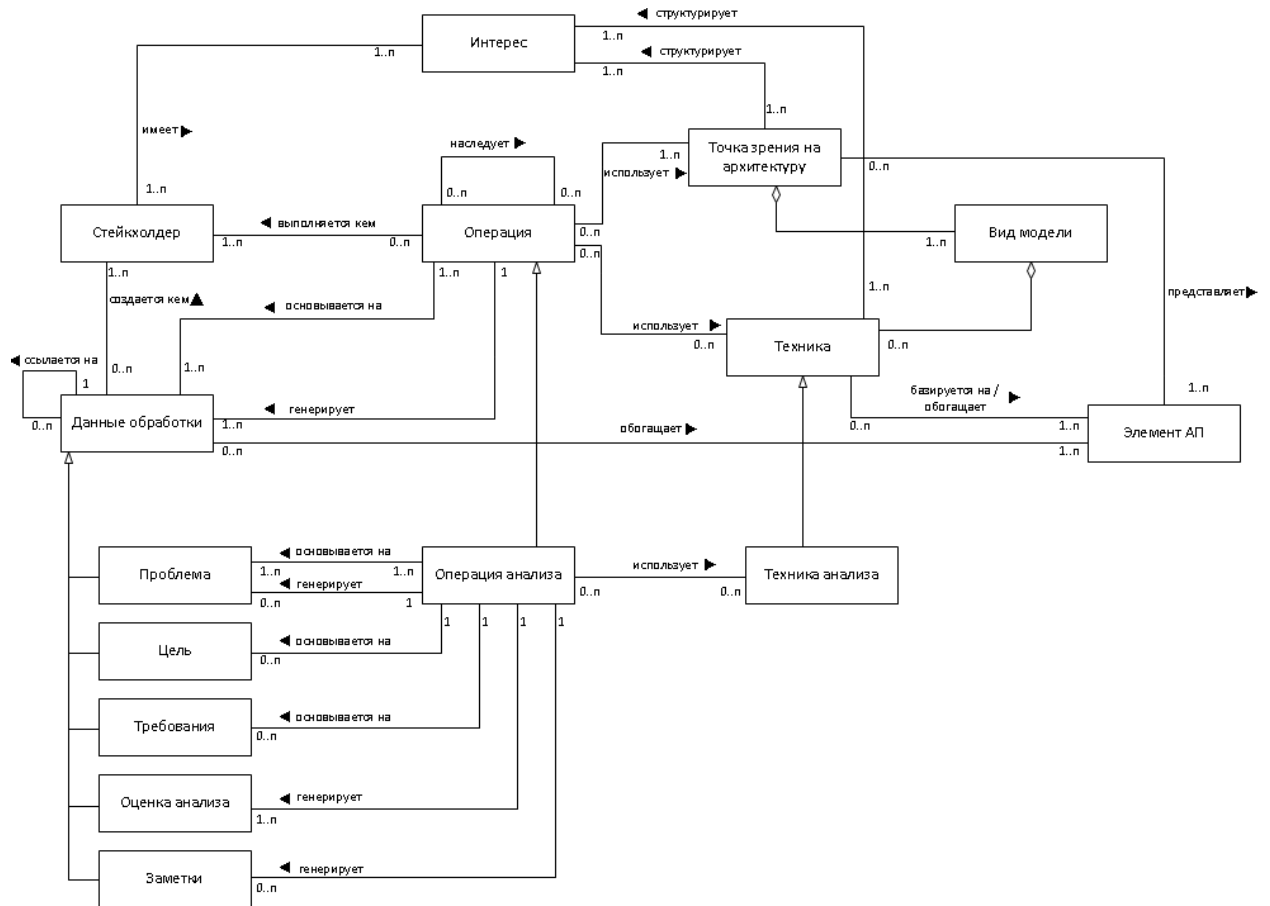 ◄ структурирует
Интерес
1..n
1..n
◄ структурирует
1..n
1..n
имеет ►
наследует ►
1..n
Точка зрения на
архитектуру
0..n
использует ►
1..n
0..n
0..n
Стейкхолдер
◄ выполняется кем
Операция
Вид модели
1..n
0..n
0..n
1..n
0..n
1..n
1..n
1
создается кем ▲
◄ основывается на
1..n
представляет ►
использует ►
0..n
Техника
0..n
◄ ссылается на
1
0..n
1..n
базируется на /
обогащает ►
1..n
◄ генерирует
0..n
Данные обработки
1..n
0..n
1..n
обогащает ►
Элемент АП
0..n
1..n
◄ основывается на
Проблема
1..n
1..n
Операция анализа
использует ►
Техника анализа
◄ генерирует
0..n
1
0..n
0..n
1
1
1
1
◄ основывается на
Цель
0..n
◄ основывается на
Требования
0..n
◄ генерирует
Оценка анализа
1..n
◄ генерирует
Заметки
0..n